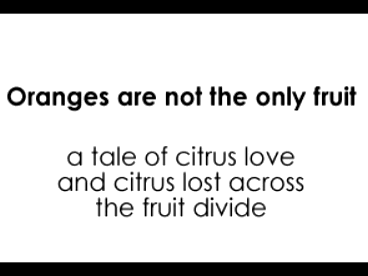 Oranges are not the only fruit
a tale of citrus love
and citrus lost across
the fruit divide